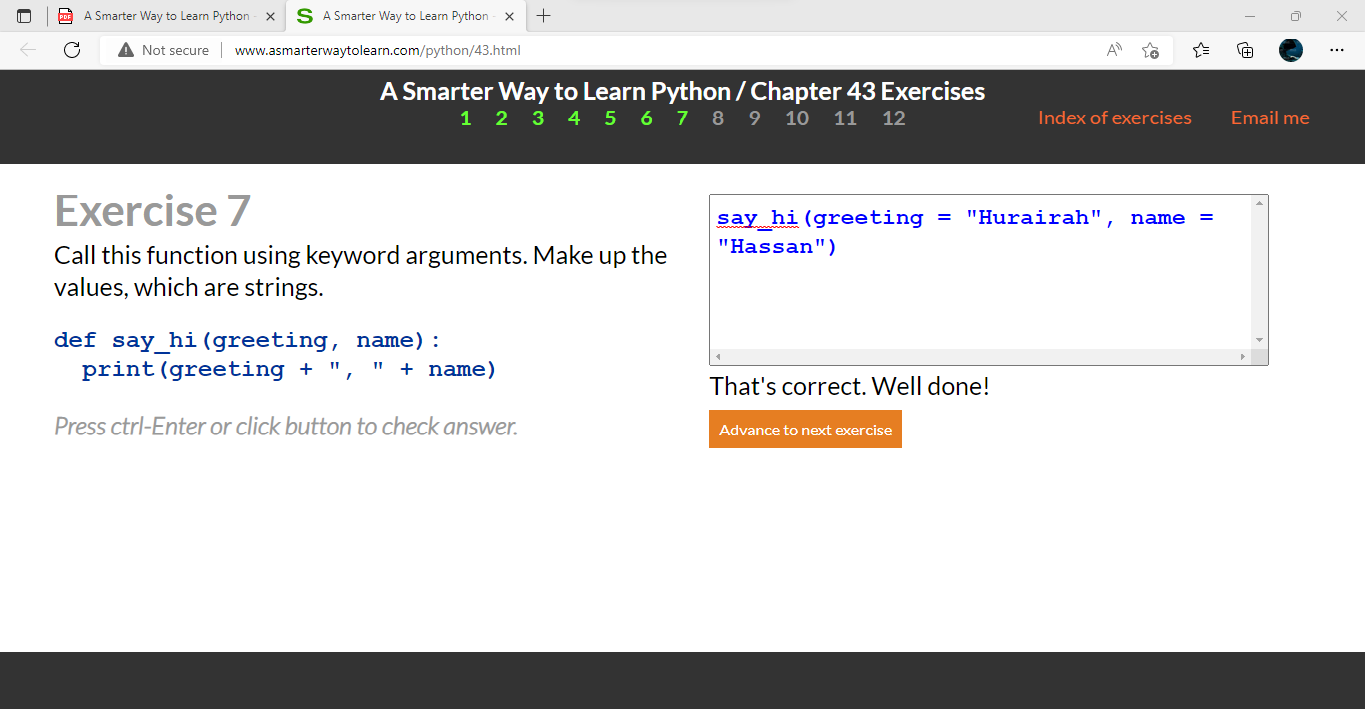 A Smarter Way to Learn Python -
A Smarter Way to Learn Python -
Not secure
www.asmarterwaytolearn.com/python/43.html
A Smarter Way to Learn Python / Chapter 43 Exercises
1 2 3 4 5 6 7 8 9 10 11 12
Index of exercises
Email me
Exercise 7
Call this function using keyword arguments. Make up the
values, which are strings.
def say_hi(greeting, name):
  print(greeting + ", " + name)
Press ctrl-Enter or click button to check answer.
say_hi(greeting = "Hurairah", name =
"Hassan")
That's correct. Well done!
Advance to next exercise